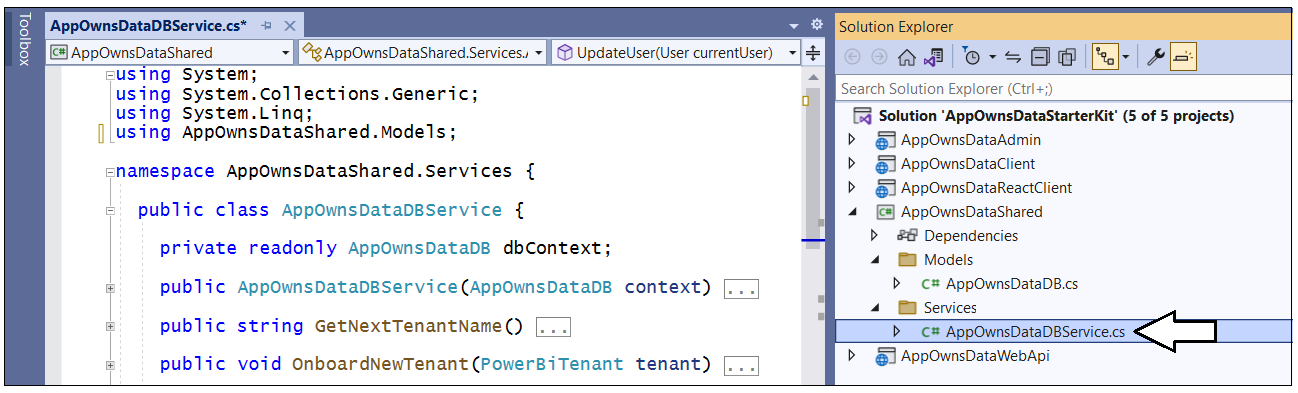 Toolbox
AppOwnsDataDBService.cs*
AppOwnsDataShared
AppOwnsDataShared.Services.A
UpdateUser(User currentUser)
using System;
using System.Collections.Generic;
using System.Linq;
using AppOwnsDataShared.Models;
namespace AppOwnsDataShared.Services {
public class AppOwnsDataDBService {
private readonly AppOwnsDataDB dbContext;
public AppOwnsDataDBService(AppOwnsDataDB context) ...
public string GetNextTenantName() ...
public void OnboardNewTenant(PowerBiTenant tenant) ...
Solution Explorer
Search Solution Explorer (Ctrl+;)
Solution 'AppOwnsDataStarterKit' (5 of 5 projects)
AppOwnsDataAdmin
AppOwnsDataClient
AppOwnsDataReactClient
C# AppOwnsDataShared
Dependencies
Models
C# AppOwnsDataDB.cs
Services
C# AppOwnsDataDBService.cs
AppOwnsDataWebApi